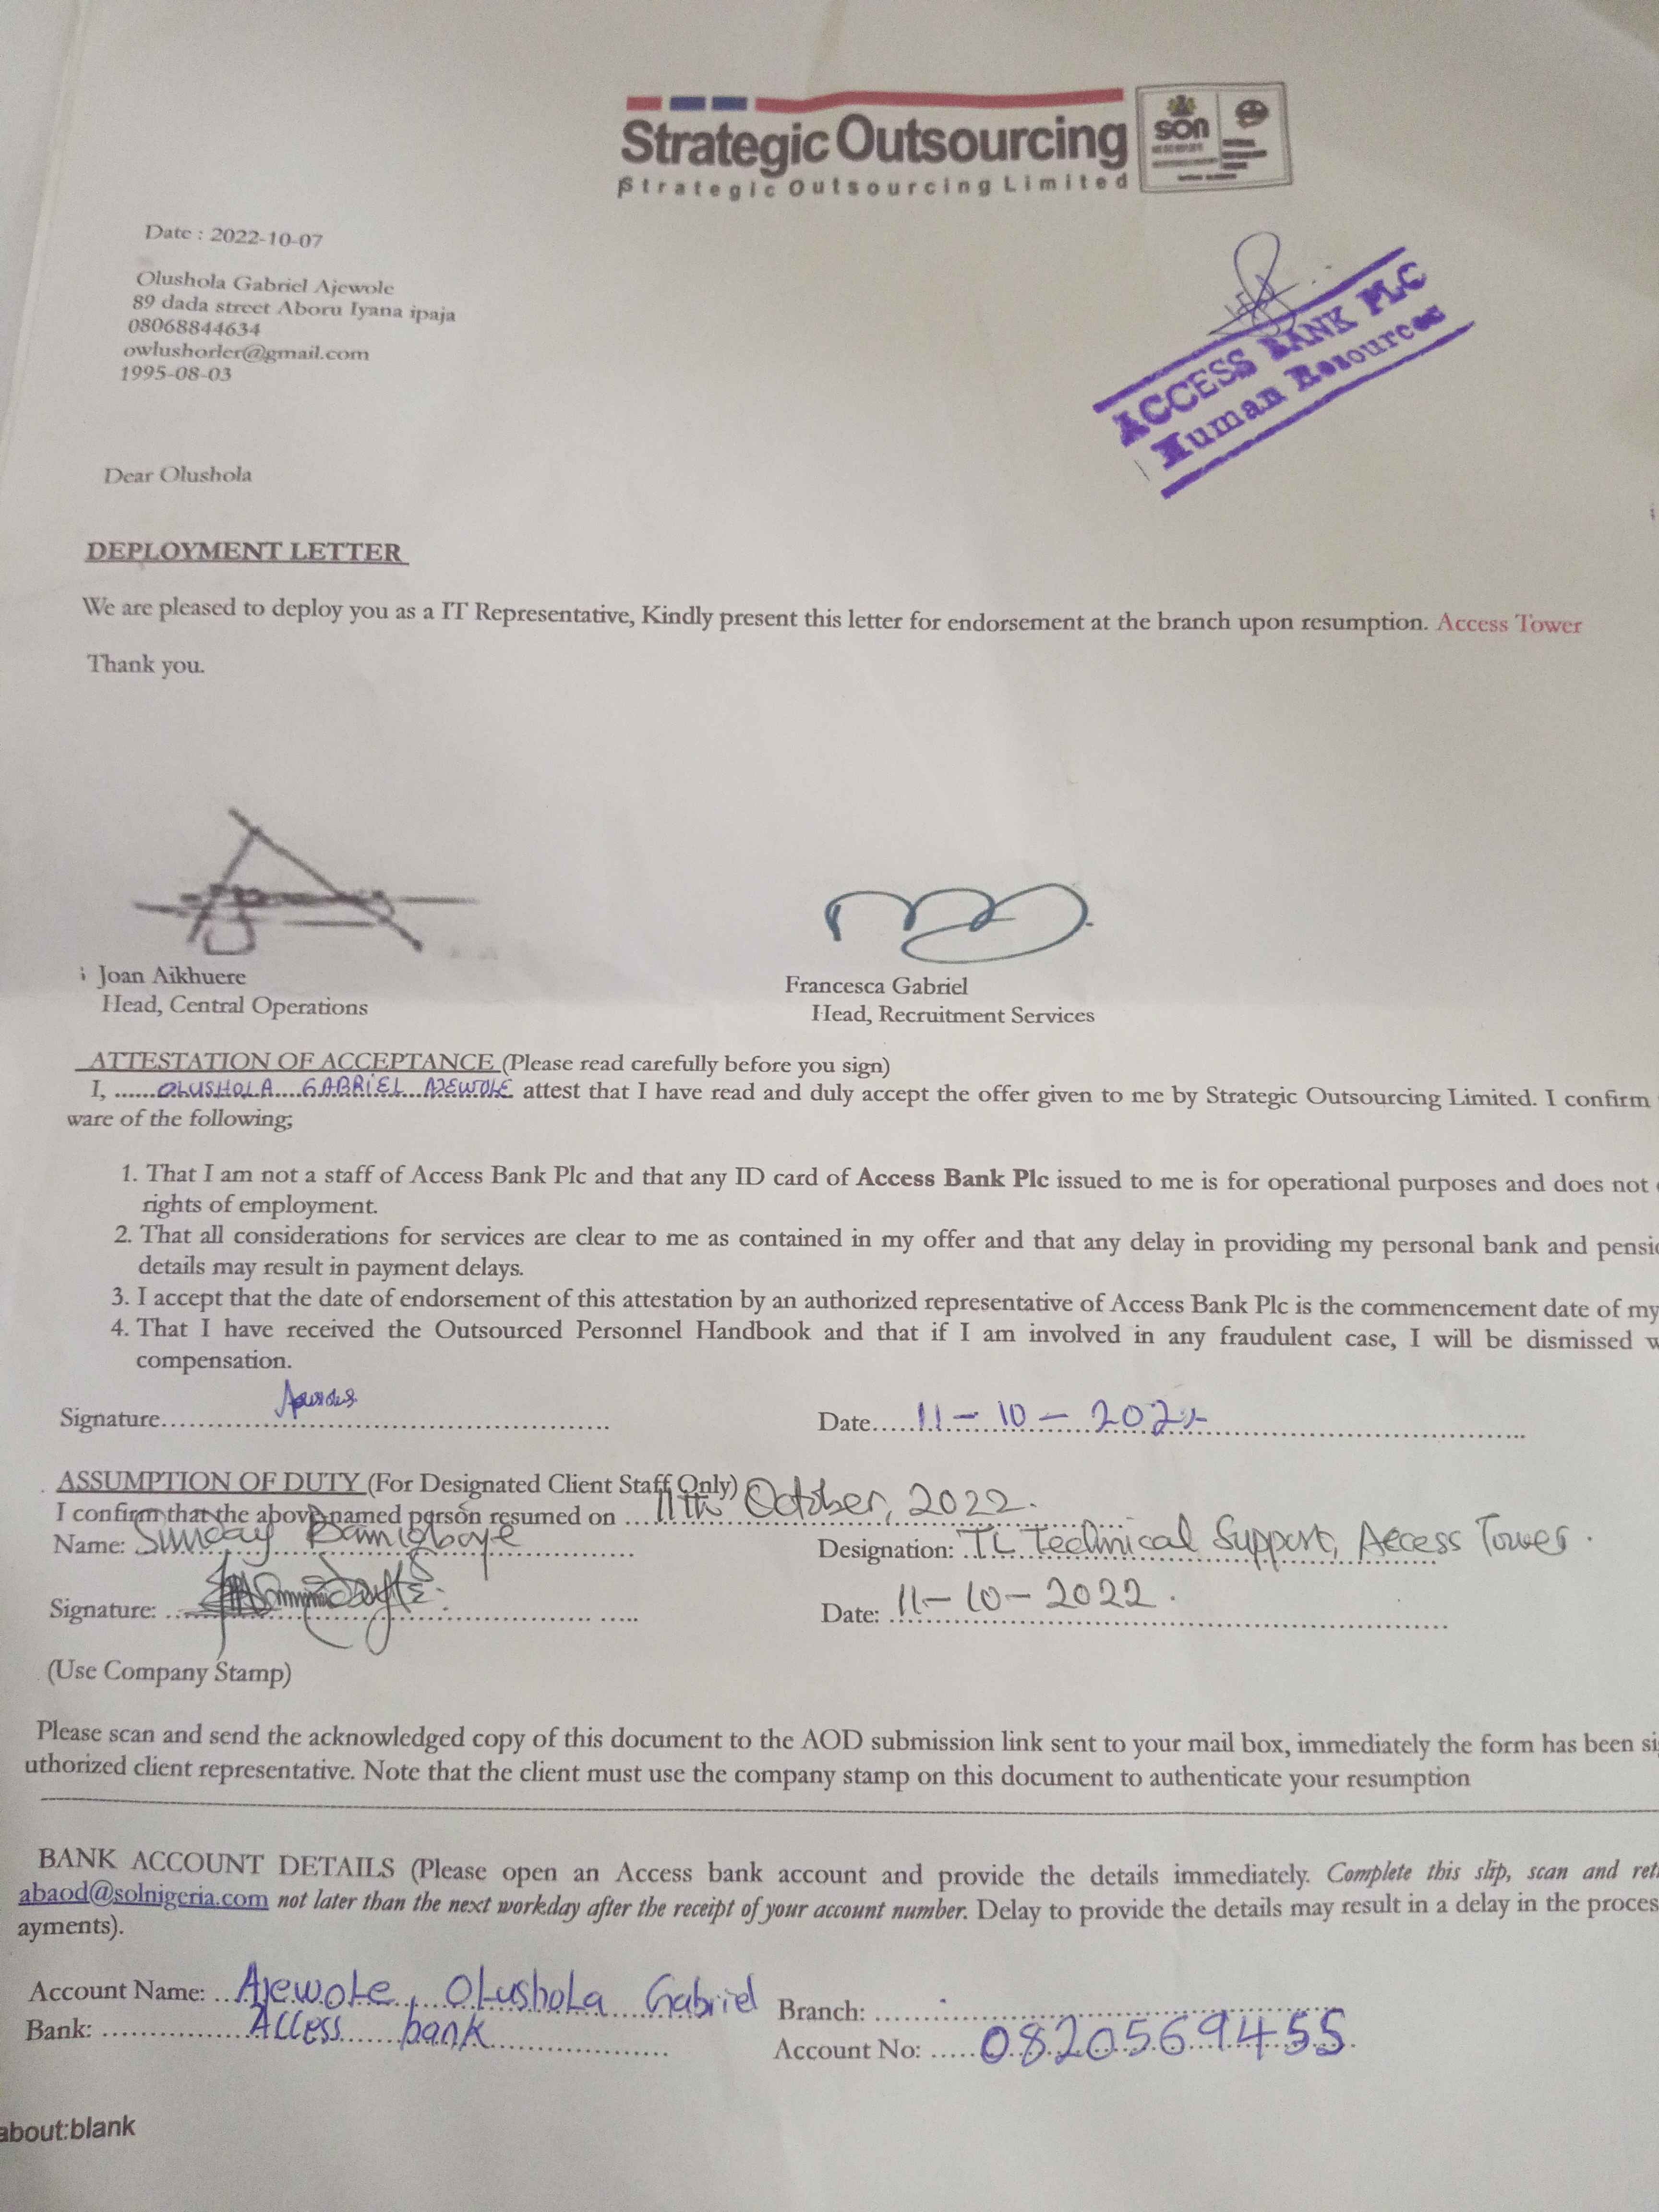 Strategic Outsourcing
Strategic Outsourcing Limited
son
Date : 2022-10-07
Olushola Gabriel Ajewole
89 dada street Aboru Iyana ipaja
08068844634
owlushorler@gmail.com
1995-08-03
ACCESS BANK PLC
Human Resources
Dear Olushola
DEPLOYMENT LETTER
We are pleased to deploy you as a IT Representative, Kindly present this letter for endorsement at the branch upon resumption. Access Tower
Thank you.
Joan Aikhuere
Head, Central Operations
Francesca Gabriel
Head, Recruitment Services
ATTESTATION OF ACCEPTANCE (Please read carefully before you sign)
I, ......OLUSHOLA....GABRIEL...AJEWOLE attest that I have read and duly accept the offer given to me by Strategic Outsourcing Limited. I confirm
ware of the following;
1. That I am not a staff of Access Bank Plc and that any ID card of Access Bank Plc issued to me is for operational purposes and does not
rights of employment.
2. That all considerations for services are clear to me as contained in my offer and that any delay in providing my personal bank and pensi
details may result in payment delays.
3. I accept that the date of endorsement of this attestation by an authorized representative of Access Bank Plc is the commencement date of my
4. That I have received the Outsourced Personnel Handbook and that if I am involved in any fraudulent case, I will be dismissed w
compensation.
Signature....................
Date.....11-10-2022
ASSUMPTION OF DUTY (For Designated Client Staff Only)
I confirm that the above named person resumed on ...11th October, 2022.
Name: Sunday Bamigboye
Designation: TL Technical Support, Access Tower.
Signature: ....................
Date: 11-10-2022.
(Use Company Stamp)
Please scan and send the acknowledged copy of this document to the AOD submission link sent to your mail box, immediately the form has been si
uthorized client representative. Note that the client must use the company stamp on this document to authenticate your resumption
BANK ACCOUNT DETAILS (Please open an Access bank account and provide the details immediately. Complete this slip, scan and ret
abaod@solnigeria.com not later than the next workday after the receipt of your account number. Delay to provide the details may result in a delay in the proces
ayments).
Account Name: ..Ajewole, Olushola Gabriel
Branch: ....................
Bank: ..........Access bank
Account No: .....0820569455
about:blank